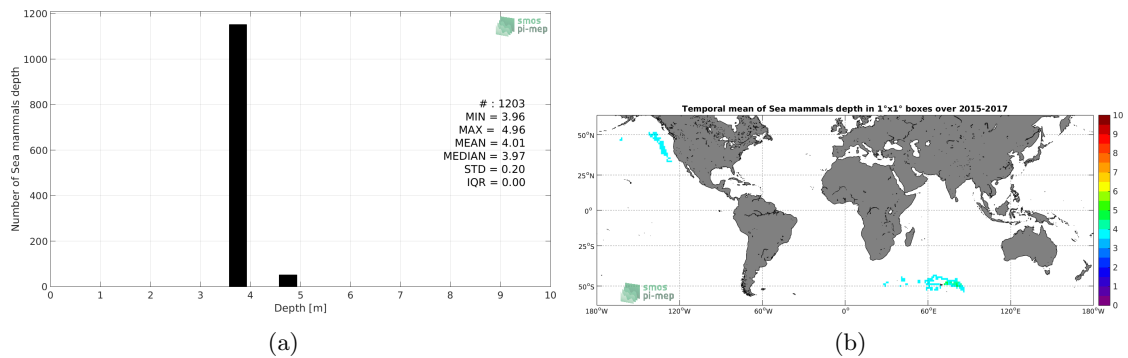 1200
1000
800
600
400
200
0
Number of Sea mammals depth
smos
pi-mep
# : 1203
MIN = 3.96
MAX = 4.96
MEAN = 4.01
MEDIAN = 3.97
STD = 0.20
IQR = 0.00
0 1 2 3 4 5 6 7 8 9 10
Depth [m]
(a)
Temporal mean of Sea mammals depth in 1°x1° boxes over 2015-2017
50°N
25°N
0°
25°S
50°S
180°W 120°W 60°W 0° 60°E 120°E 180°W
smos
pi-mep
10
9
8
7
6
5
4
3
2
1
0
(b)